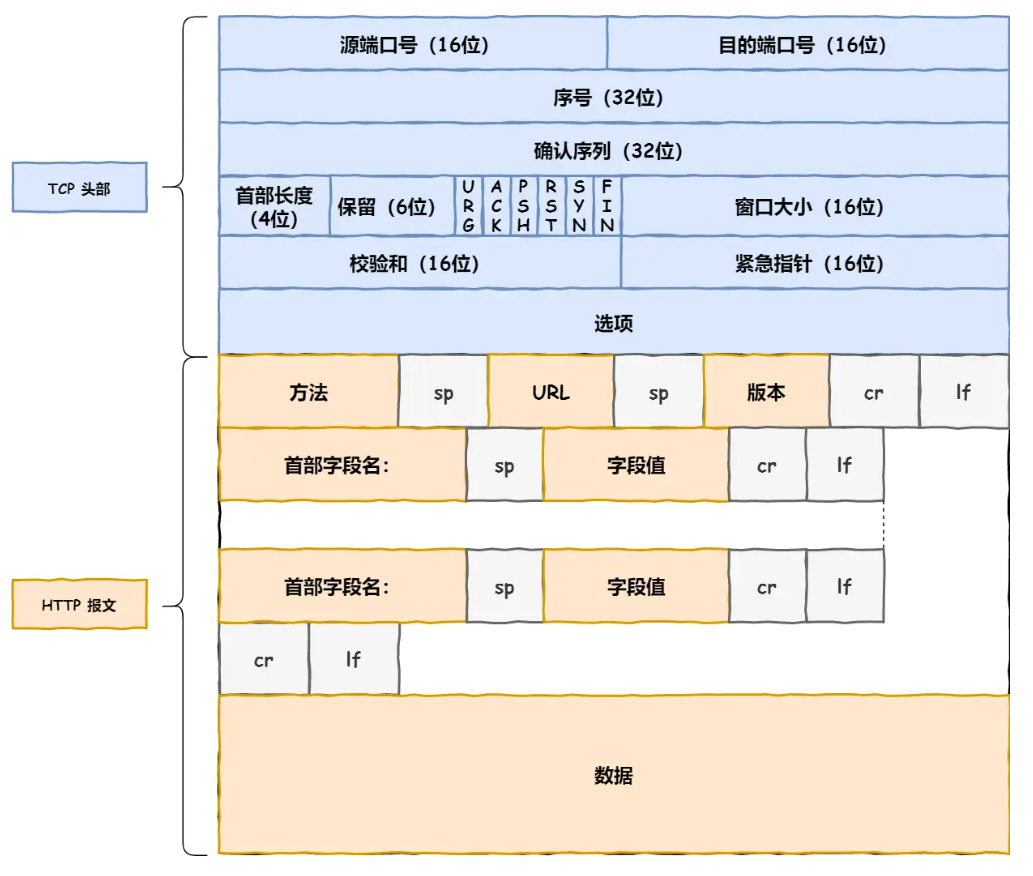 源端口号（16位）
目的端口号（16位）
序号（32位）
确认序列（32位）
TCP 头部
首部长度
(4位)
保留（6位）
URG
ACK
PSH
RST
SYN
FIN
窗口大小（16位）
校验和（16位）
紧急指针（16位）
选项
方法
sp
URL
sp
版本
cr
lf
首部字段名：
sp
字段值
cr
lf
首部字段名：
sp
字段值
cr
lf
HTTP 报文
cr
lf
数据